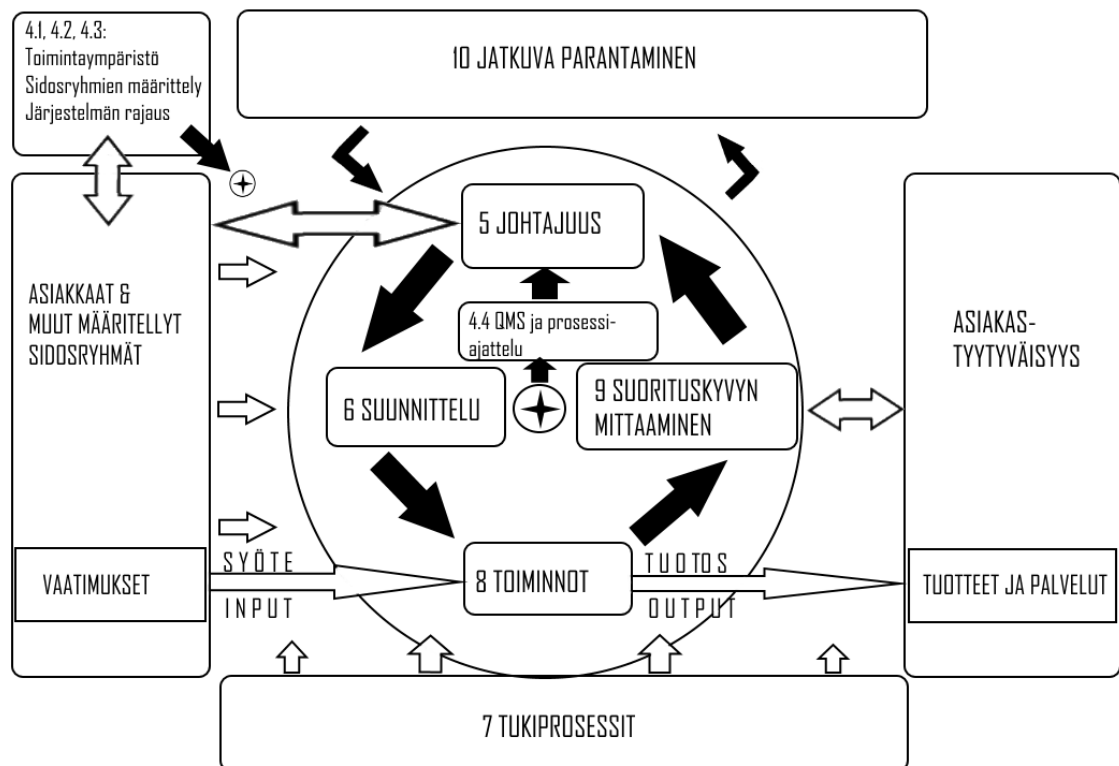 4.1, 4.2, 4.3:
Toimintaympäristö
Sidosryhmien määrittely
Järjestelmän rajaus
10 JATKUVA PARANTAMINEN
5 JOHTAJUUS
ASIAKKAAT &
MUUT MÄÄRITELLYT
SIDOSRYHMÄT
4.4 QMS ja prosessi-
ajattelu
ASIAKAS-
TYYTYVÄISYYS
6 SUUNNITTELU
9 SUORITUSKYVYN
MITTAAMINEN
VAATIMUKSET
SYÖTE
INPUT
8 TOIMINNOT
TUOTOS
OUTPUT
TUOTTEET JA PALVELUT
7 TUKIPROSESSIT